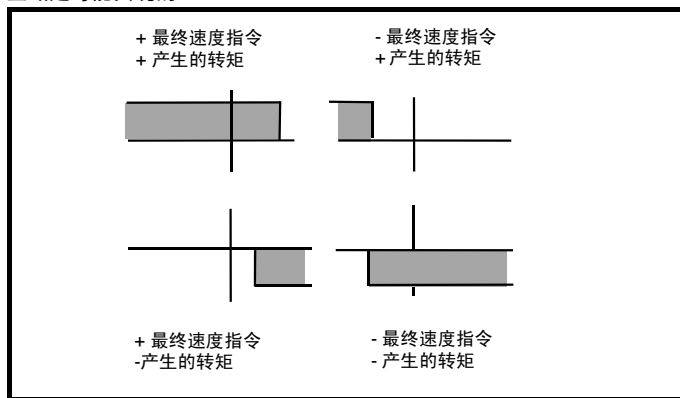 + 最终速度指令
+ 产生的转矩
- 最终速度指令
+ 产生的转矩
+ 最终速度指令
-产生的转矩
- 最终速度指令
- 产生的转矩